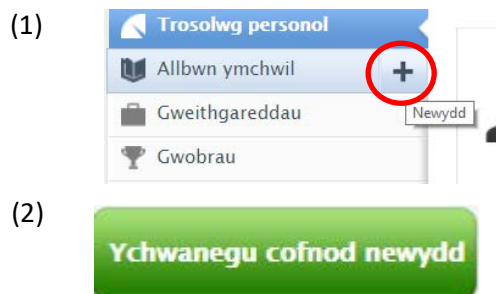 (1)
Trosolwg personol
Allbwn ymchwil
+
Gweithgareddau
Newydd
Gwobrau
(2)
Ychwanegu cofnod newydd